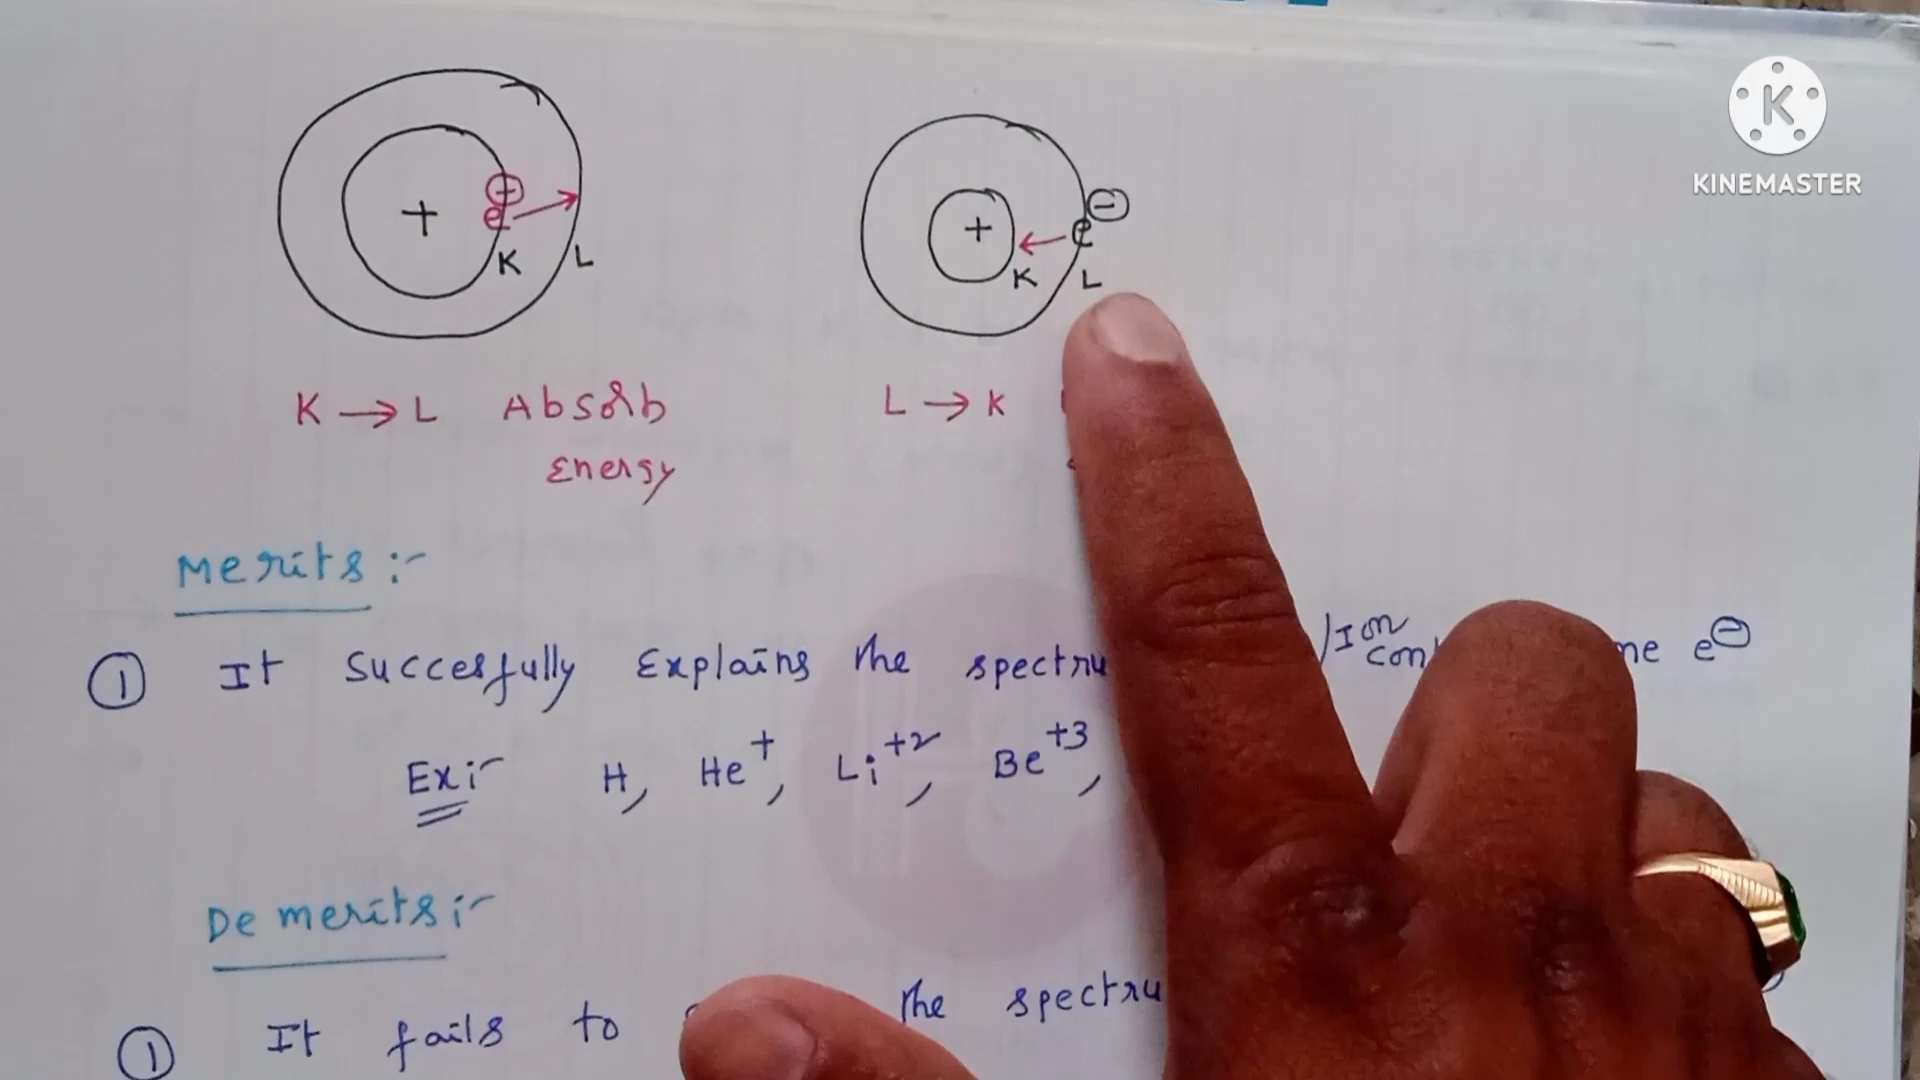 KINEMASTER
+ e⊖ K L
+ e⊖ K L
K → L Absorb
Energy
L → K
Merits :-
① It Succesfully Explains the spectru /Ion
con ne e⊖
Ex:- H, He⁺, Li⁺², Be⁺³,
De merits :-
① It fails to the spectru